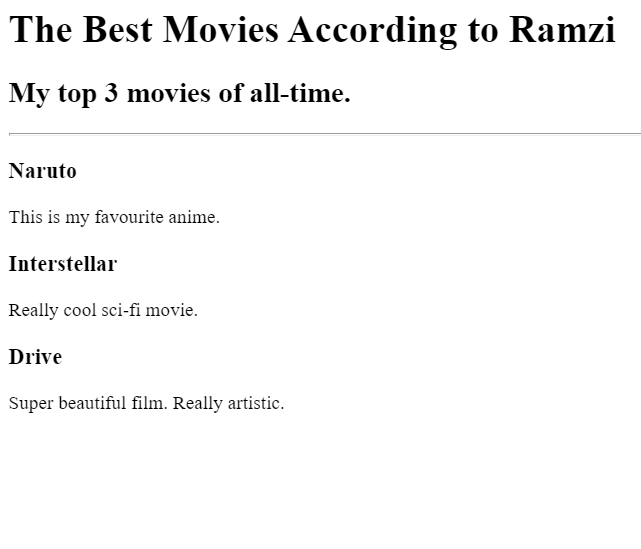 The Best Movies According to Ramzi
My top 3 movies of all-time.
Naruto
This is my favourite anime.
Interstellar
Really cool sci-fi movie.
Drive
Super beautiful film. Really artistic.